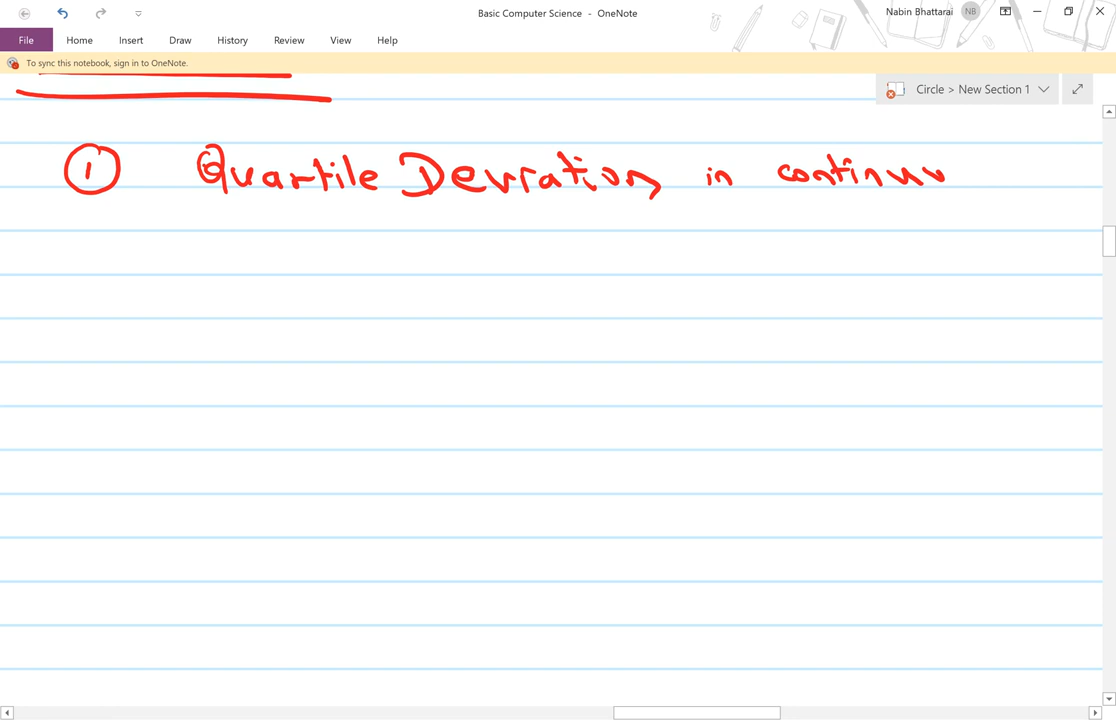 Basic Computer Science - OneNote
Nabin Bhattarai NB
File Home Insert Draw History Review View Help
To sync this notebook, sign in to OneNote.
Circle > New Section 1
① Quartile Deviation in continuu